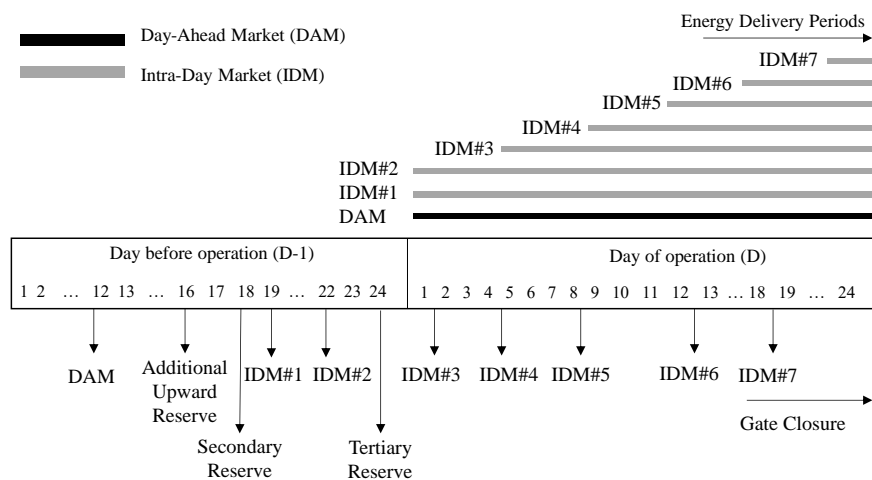 Day-Ahead Market (DAM)
Intra-Day Market (IDM)
Energy Delivery Periods
IDM#7
IDM#6
IDM#5
IDM#4
IDM#3
IDM#2
IDM#1
DAM
Day before operation (D-1)
Day of operation (D)
1 2 … 12 13 … 16 17 18 19 … 22 23 24
1 2 3 4 5 6 7 8 9 10 11 12 13 … 18 19 … 24
DAM
Additional
Upward
Reserve
Secondary
Reserve
IDM#1
IDM#2
Tertiary
Reserve
IDM#3
IDM#4
IDM#5
IDM#6
IDM#7
Gate Closure